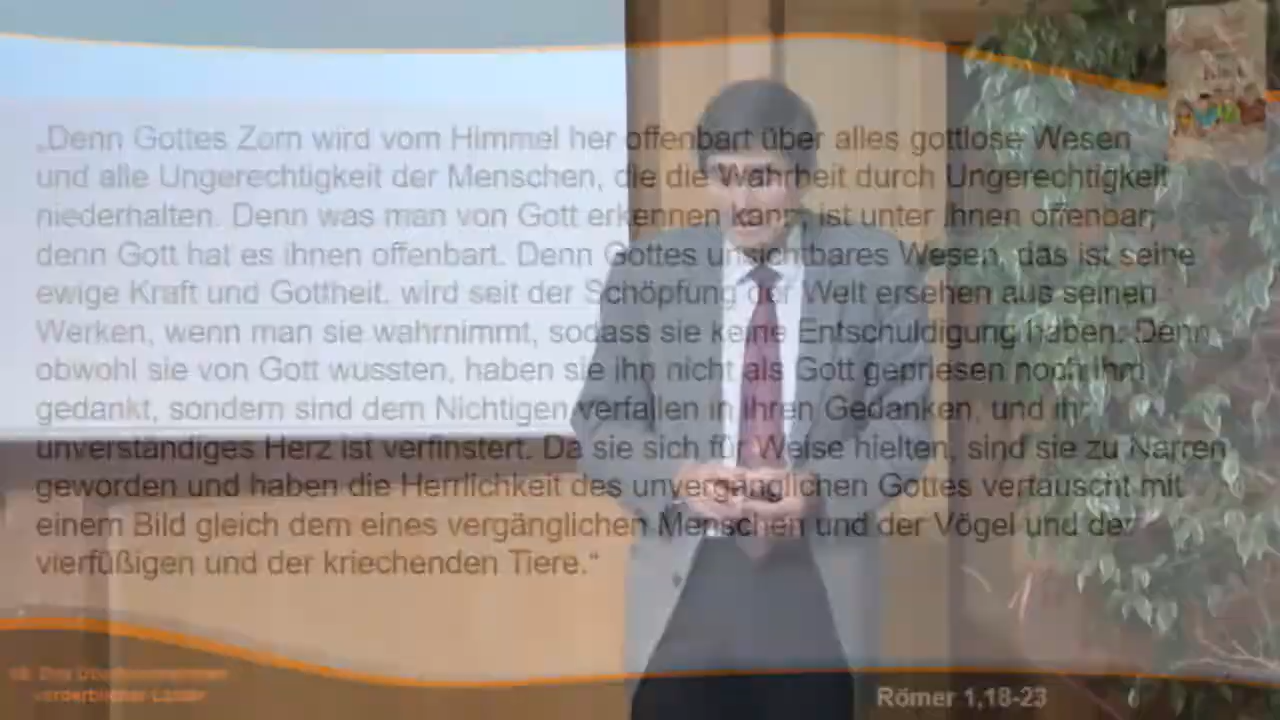 „Denn Gottes Zorn wird vom Himmel her offenbart über alles gottlose Wesen
und alle Ungerechtigkeit der Menschen, die die Wahrheit durch Ungerechtigkeit
niederhalten. Denn was man von Gott erkennen kann, ist unter ihnen offenbar;
denn Gott hat es ihnen offenbart. Denn Gottes unsichtbares Wesen, das ist seine
ewige Kraft und Gottheit, wird seit der Schöpfung der Welt ersehen aus seinen
Werken, wenn man sie wahrnimmt, sodass sie keine Entschuldigung haben. Denn
obwohl sie von Gott wussten, haben sie ihn nicht als Gott gepriesen noch ihm
gedankt, sondern sind dem Nichtigen verfallen in ihren Gedanken, und ihr
unverständiges Herz ist verfinstert. Da sie sich für Weise hielten, sind sie zu Narren
geworden und haben die Herrlichkeit des unvergänglichen Gottes vertauscht mit
einem Bild gleich dem eines vergänglichen Menschen und der Vögel und der
vierfüßigen und der kriechenden Tiere.“
verderblicher Laster
Römer 1,18-23
6